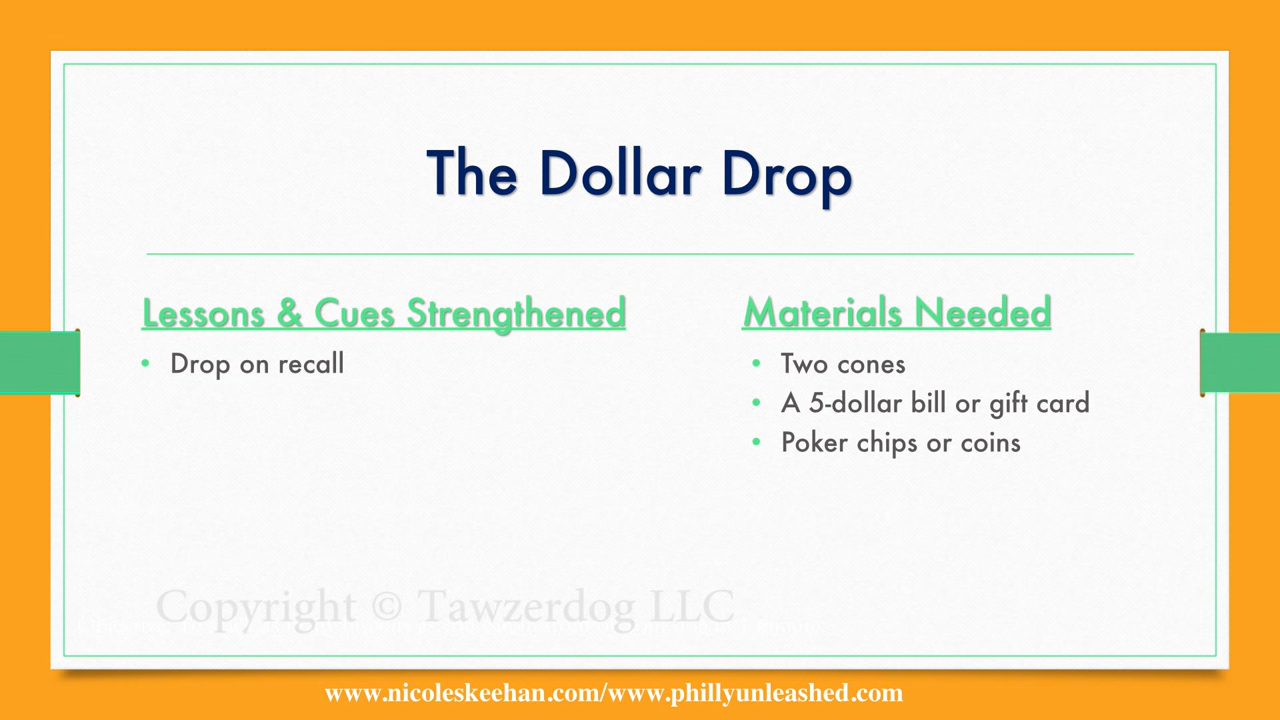 The Dollar Drop
Lessons & Cues Strengthened
• Drop on recall
Materials Needed
• Two cones
• A 5-dollar bill or gift card
• Poker chips or coins
Copyright © Tawzerdog LLC
www.nicoleskeehan.com/www.phillyunleashed.com